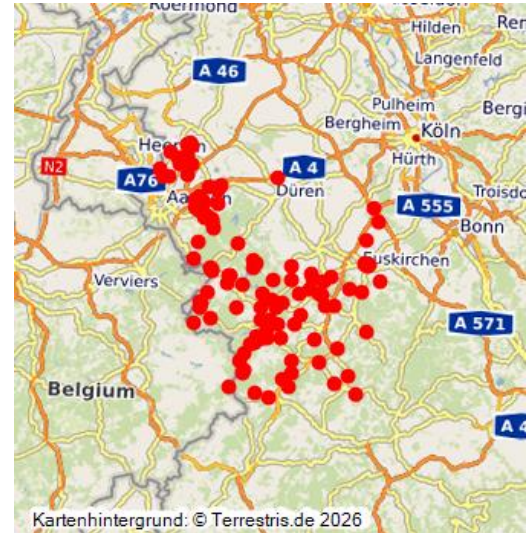 Roermond
Hilden
A 46
Langenfeld
Pulheim
Bergheim
Köln
Hürth
A 4
N2
A76
Düren
A 555
Troisdo
Bonn
Euskirchen
Verviers
A 571
Belgium
A 4
Kartenhintergrund: © Terrestris.de 2026